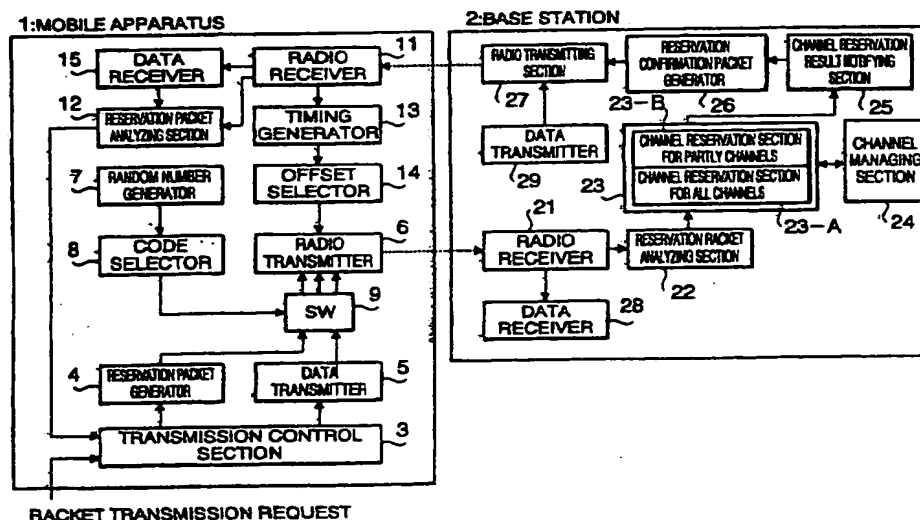 1:MOBILE APPARATUS
15
DATA
RECEIVER
RADIO
RECEIVER
11
12
RESERVATION PACKET
ANALYZING SECTION
TIMING
GENERATOR
13
7
RANDOM NUMBER
GENERATOR
OFFSET
SELECTOR
14
8
CODE
SELECTOR
RADIO
TRANSMITTER
6
SW
9
4
RESERVATION PACKET
GENERATOR
DATA
TRANSMITTER
5
TRANSMISSION CONTROL
SECTION
3
RACKET TRANSMISSION REQUEST
2:BASE STATION
RADIO TRANSMITTING
SECTION
27
RESERVATION
CONFIRMATION PACKET
GENERATOR
26
CHANNEL RESERVATION
RESULT NOTIFYING
SECTION
25
23-B
DATA
TRANSMITTER
29
CHANNEL RESERVATION SECTION
FOR PARTLY CHANNELS
CHANNEL RESERVATION SECTION
FOR ALL CHANNELS
23
23-A
CHANNEL
MANAGING
SECTION
24
21
RADIO
RECEIVER
RESERVATION RACKET
ANALYZING SECTION
22
DATA
RECEIVER
28